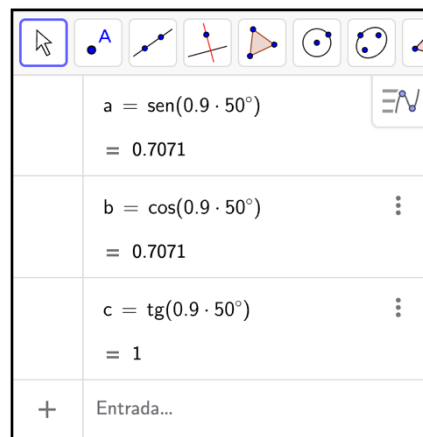 A
a = sen(0.9 · 50°)
= 0.7071
b = cos(0.9 · 50°)
= 0.7071
c = tg(0.9 · 50°)
= 1
Entrada...